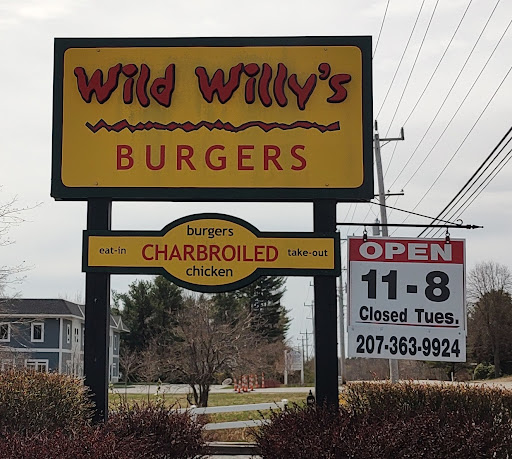 Wild Willy's
BURGERS
burgers
eat-in CHARBROILED take-out
chicken
OPEN
11-8
Closed Tues.
207-363-9924